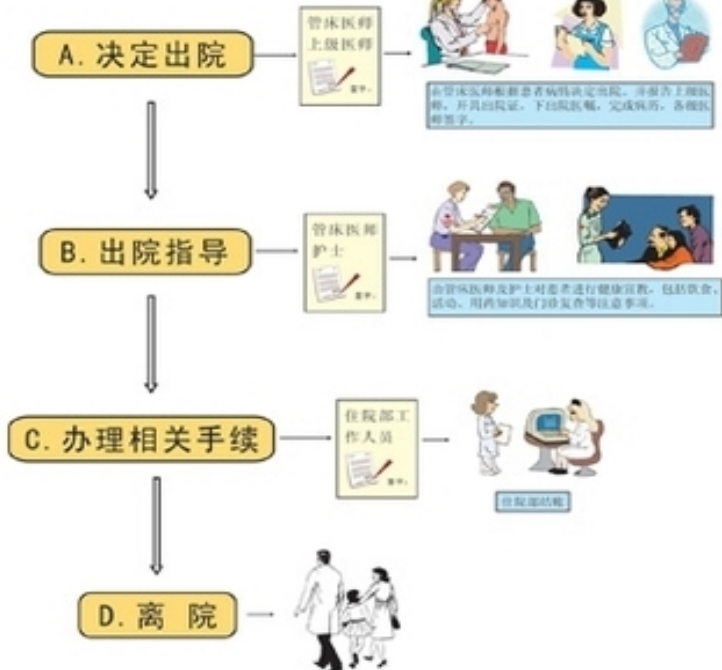 A.决定出院
管床医师
上级医师
签字:
由管床医师根据患者病情决定出院,并报告上级医
师,开具出院证,下出院医嘱,完成病历,各级医
师签字。
B.出院指导
管床医师
护士
签字:
由管床医师及护士对患者进行健康宣教,包括饮食,
活动、用药知识及门诊复查等注意事项。
C.办理相关手续
住院部工
作人员
签字:
住院部结账
D.离 院